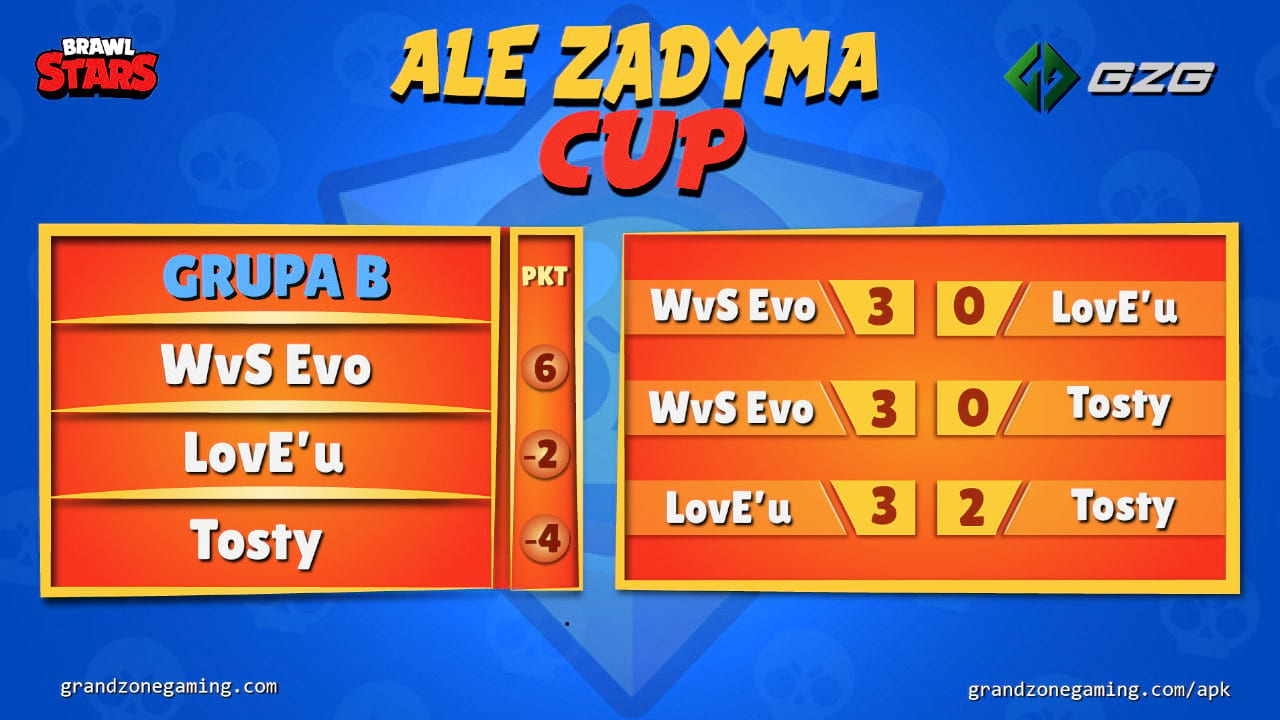 BRAWL
STARS
ALE ZADYMA
CUP
GZG
GRUPA B
PKT
WvS Evo
6
LovE'u
-2
Tosty
-4
WvS Evo 3 0 LovE'u
WvS Evo 3 0 Tosty
LovE'u 3 2 Tosty
grandzonegaming.com
grandzonegaming.com/apk